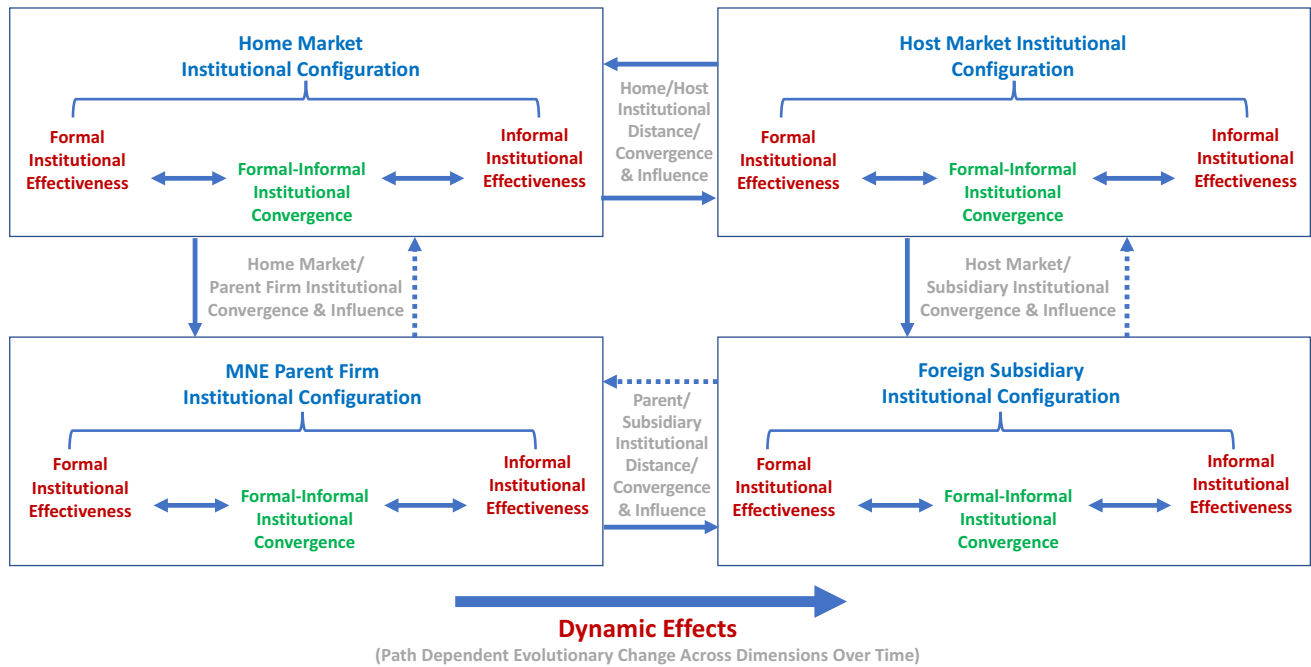 Home Market
Institutional Configuration
Formal
Institutional
Effectiveness
Formal-Informal
Institutional
Convergence
Informal
Institutional
Effectiveness
Home/Host
Institutional
Distance/
Convergence
& Influence
Host Market Institutional
Configuration
Formal
Institutional
Effectiveness
Formal-Informal
Institutional
Convergence
Informal
Institutional
Effectiveness
Home Market/
Parent Firm Institutional
Convergence & Influence
Host Market/
Subsidiary Institutional
Convergence & Influence
MNE Parent Firm
Institutional Configuration
Formal
Institutional
Effectiveness
Formal-Informal
Institutional
Convergence
Informal
Institutional
Effectiveness
Parent/
Subsidiary
Institutional
Distance/
Convergence
& Influence
Foreign Subsidiary
Institutional Configuration
Formal
Institutional
Effectiveness
Formal-Informal
Institutional
Convergence
Informal
Institutional
Effectiveness
Dynamic Effects
(Path Dependent Evolutionary Change Across Dimensions Over Time)